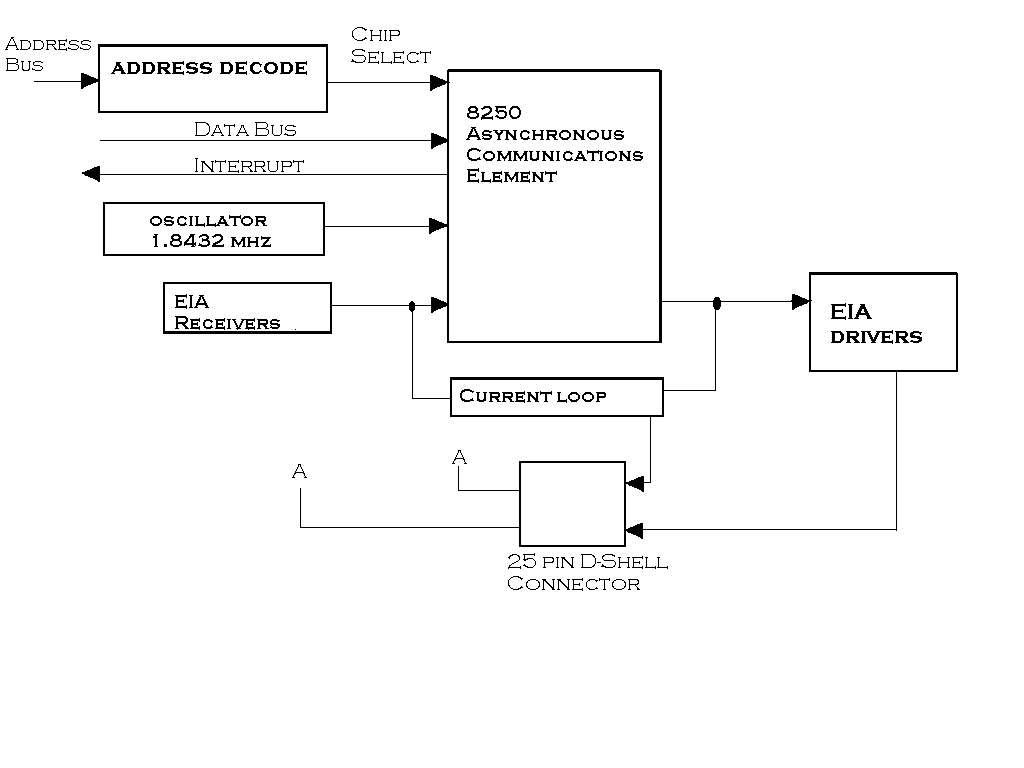 Address
Bus
ADDRESS DECODE
Chip
Select
Data Bus
Interrupt
8250
Asynchronous
Communications
Element
OSCILLATOR
1.8432 MHZ
EIA
Receivers
EIA
DRIVERS
Current loop
A
A
25 pin D-Shell
Connector